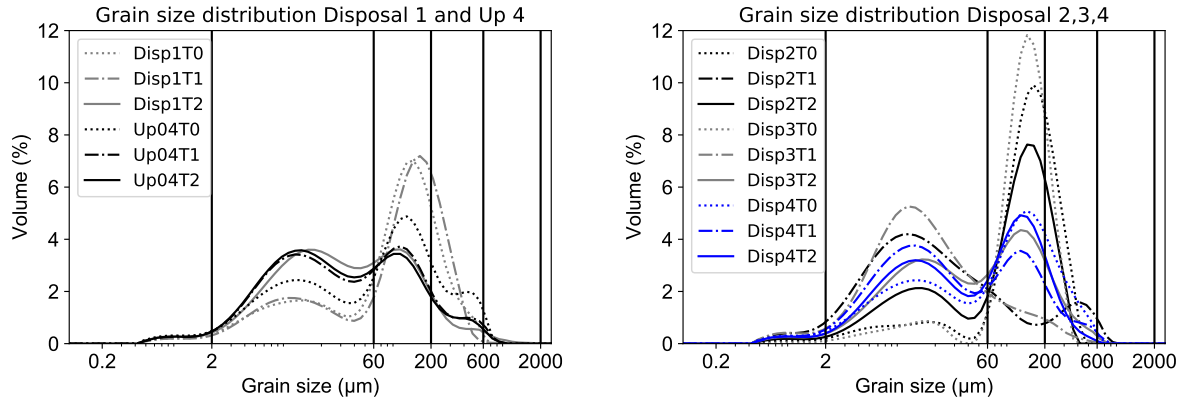 Grain size distribution Disposal 1 and Up 4
12
10
8
6
4
2
0
Volume (%)
Disp1T0
Disp1T1
Disp1T2
Up04T0
Up04T1
Up04T2
0.2 2 60 200 600 2000
Grain size (µm)
Grain size distribution Disposal 2,3,4
12
10
8
6
4
2
0
Volume (%)
Disp2T0
Disp2T1
Disp2T2
Disp3T0
Disp3T1
Disp3T2
Disp4T0
Disp4T1
Disp4T2
0.2 2 60 200 600 2000
Grain size (µm)